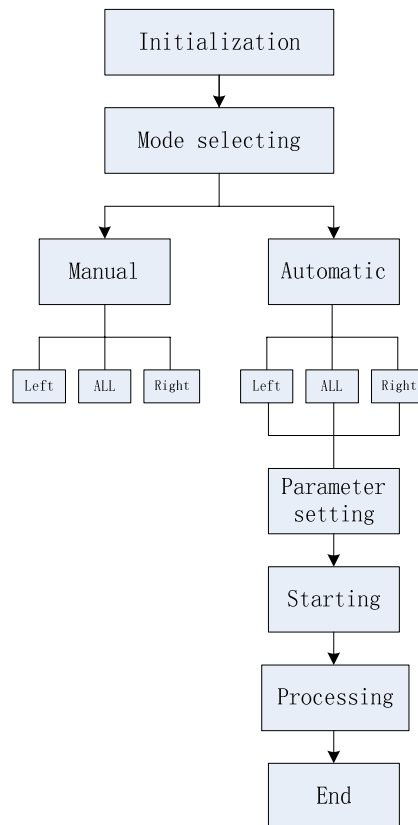 Initialization
Mode selecting
Manual
Automatic
Left
ALL
Right
Left
ALL
Right
Parameter
setting
Starting
Processing
End